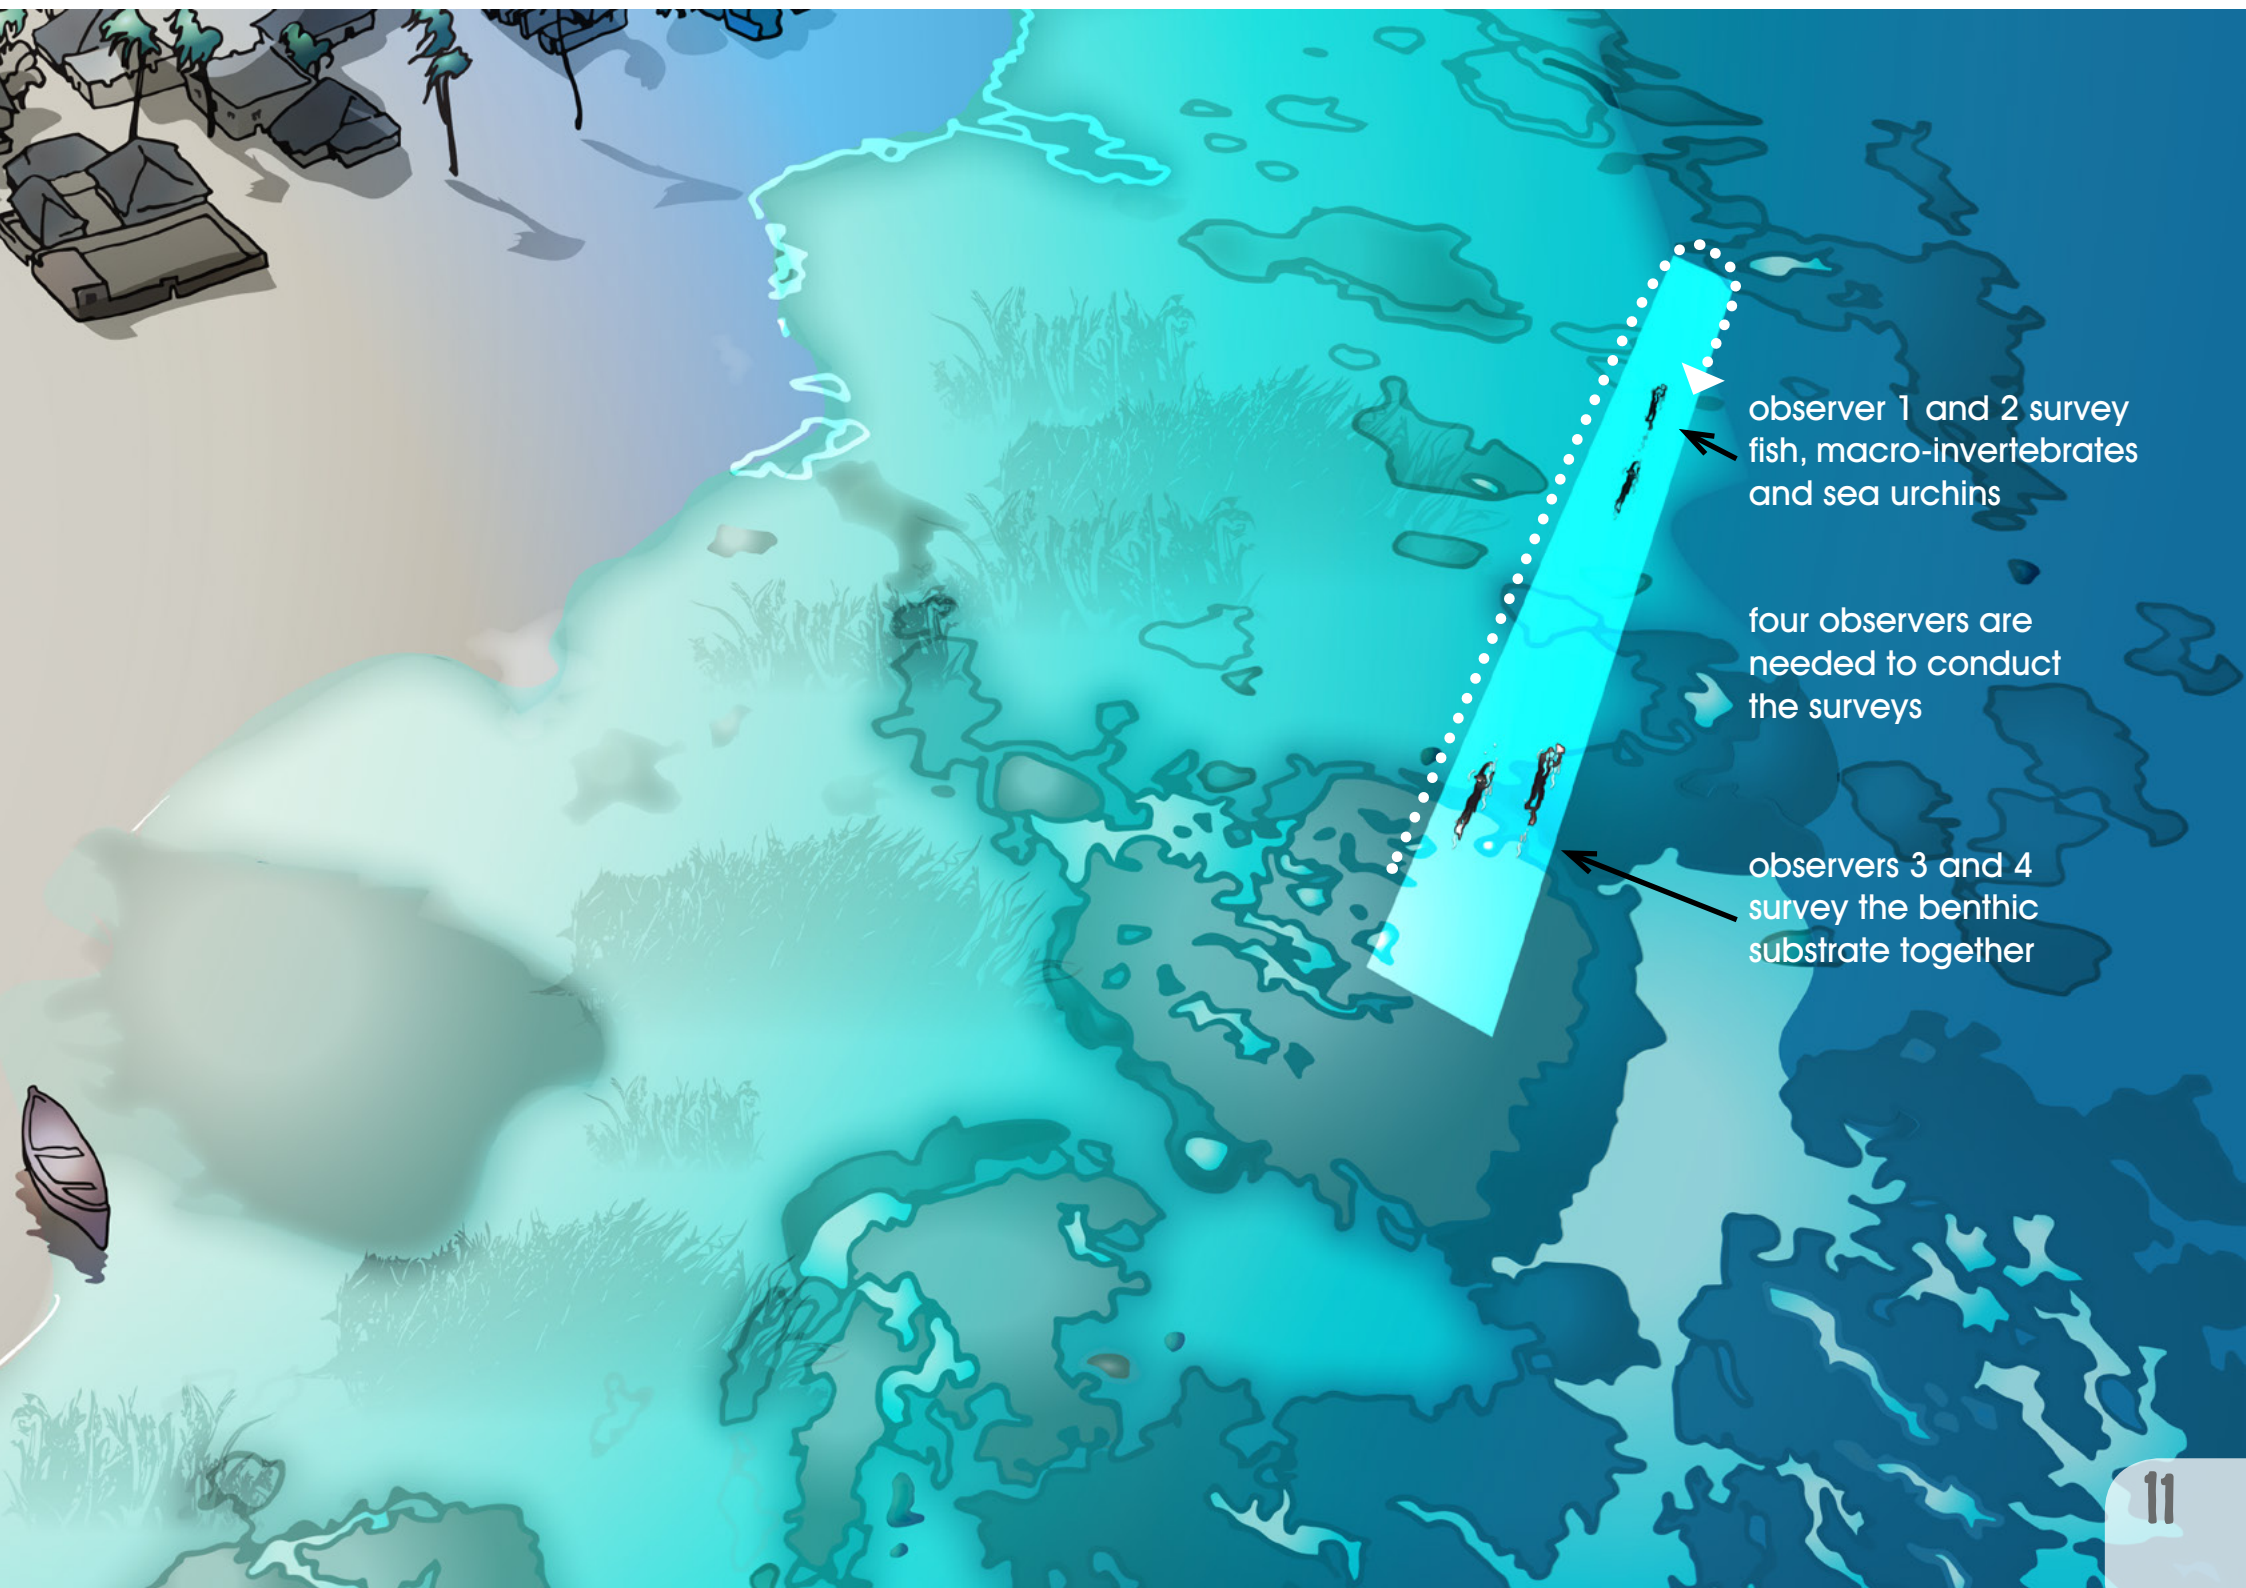 observer 1 and 2 survey
fish, macro-invertebrates
and sea urchins
four observers are
needed to conduct
the surveys
observers 3 and 4
survey the benthic
substrate together
11